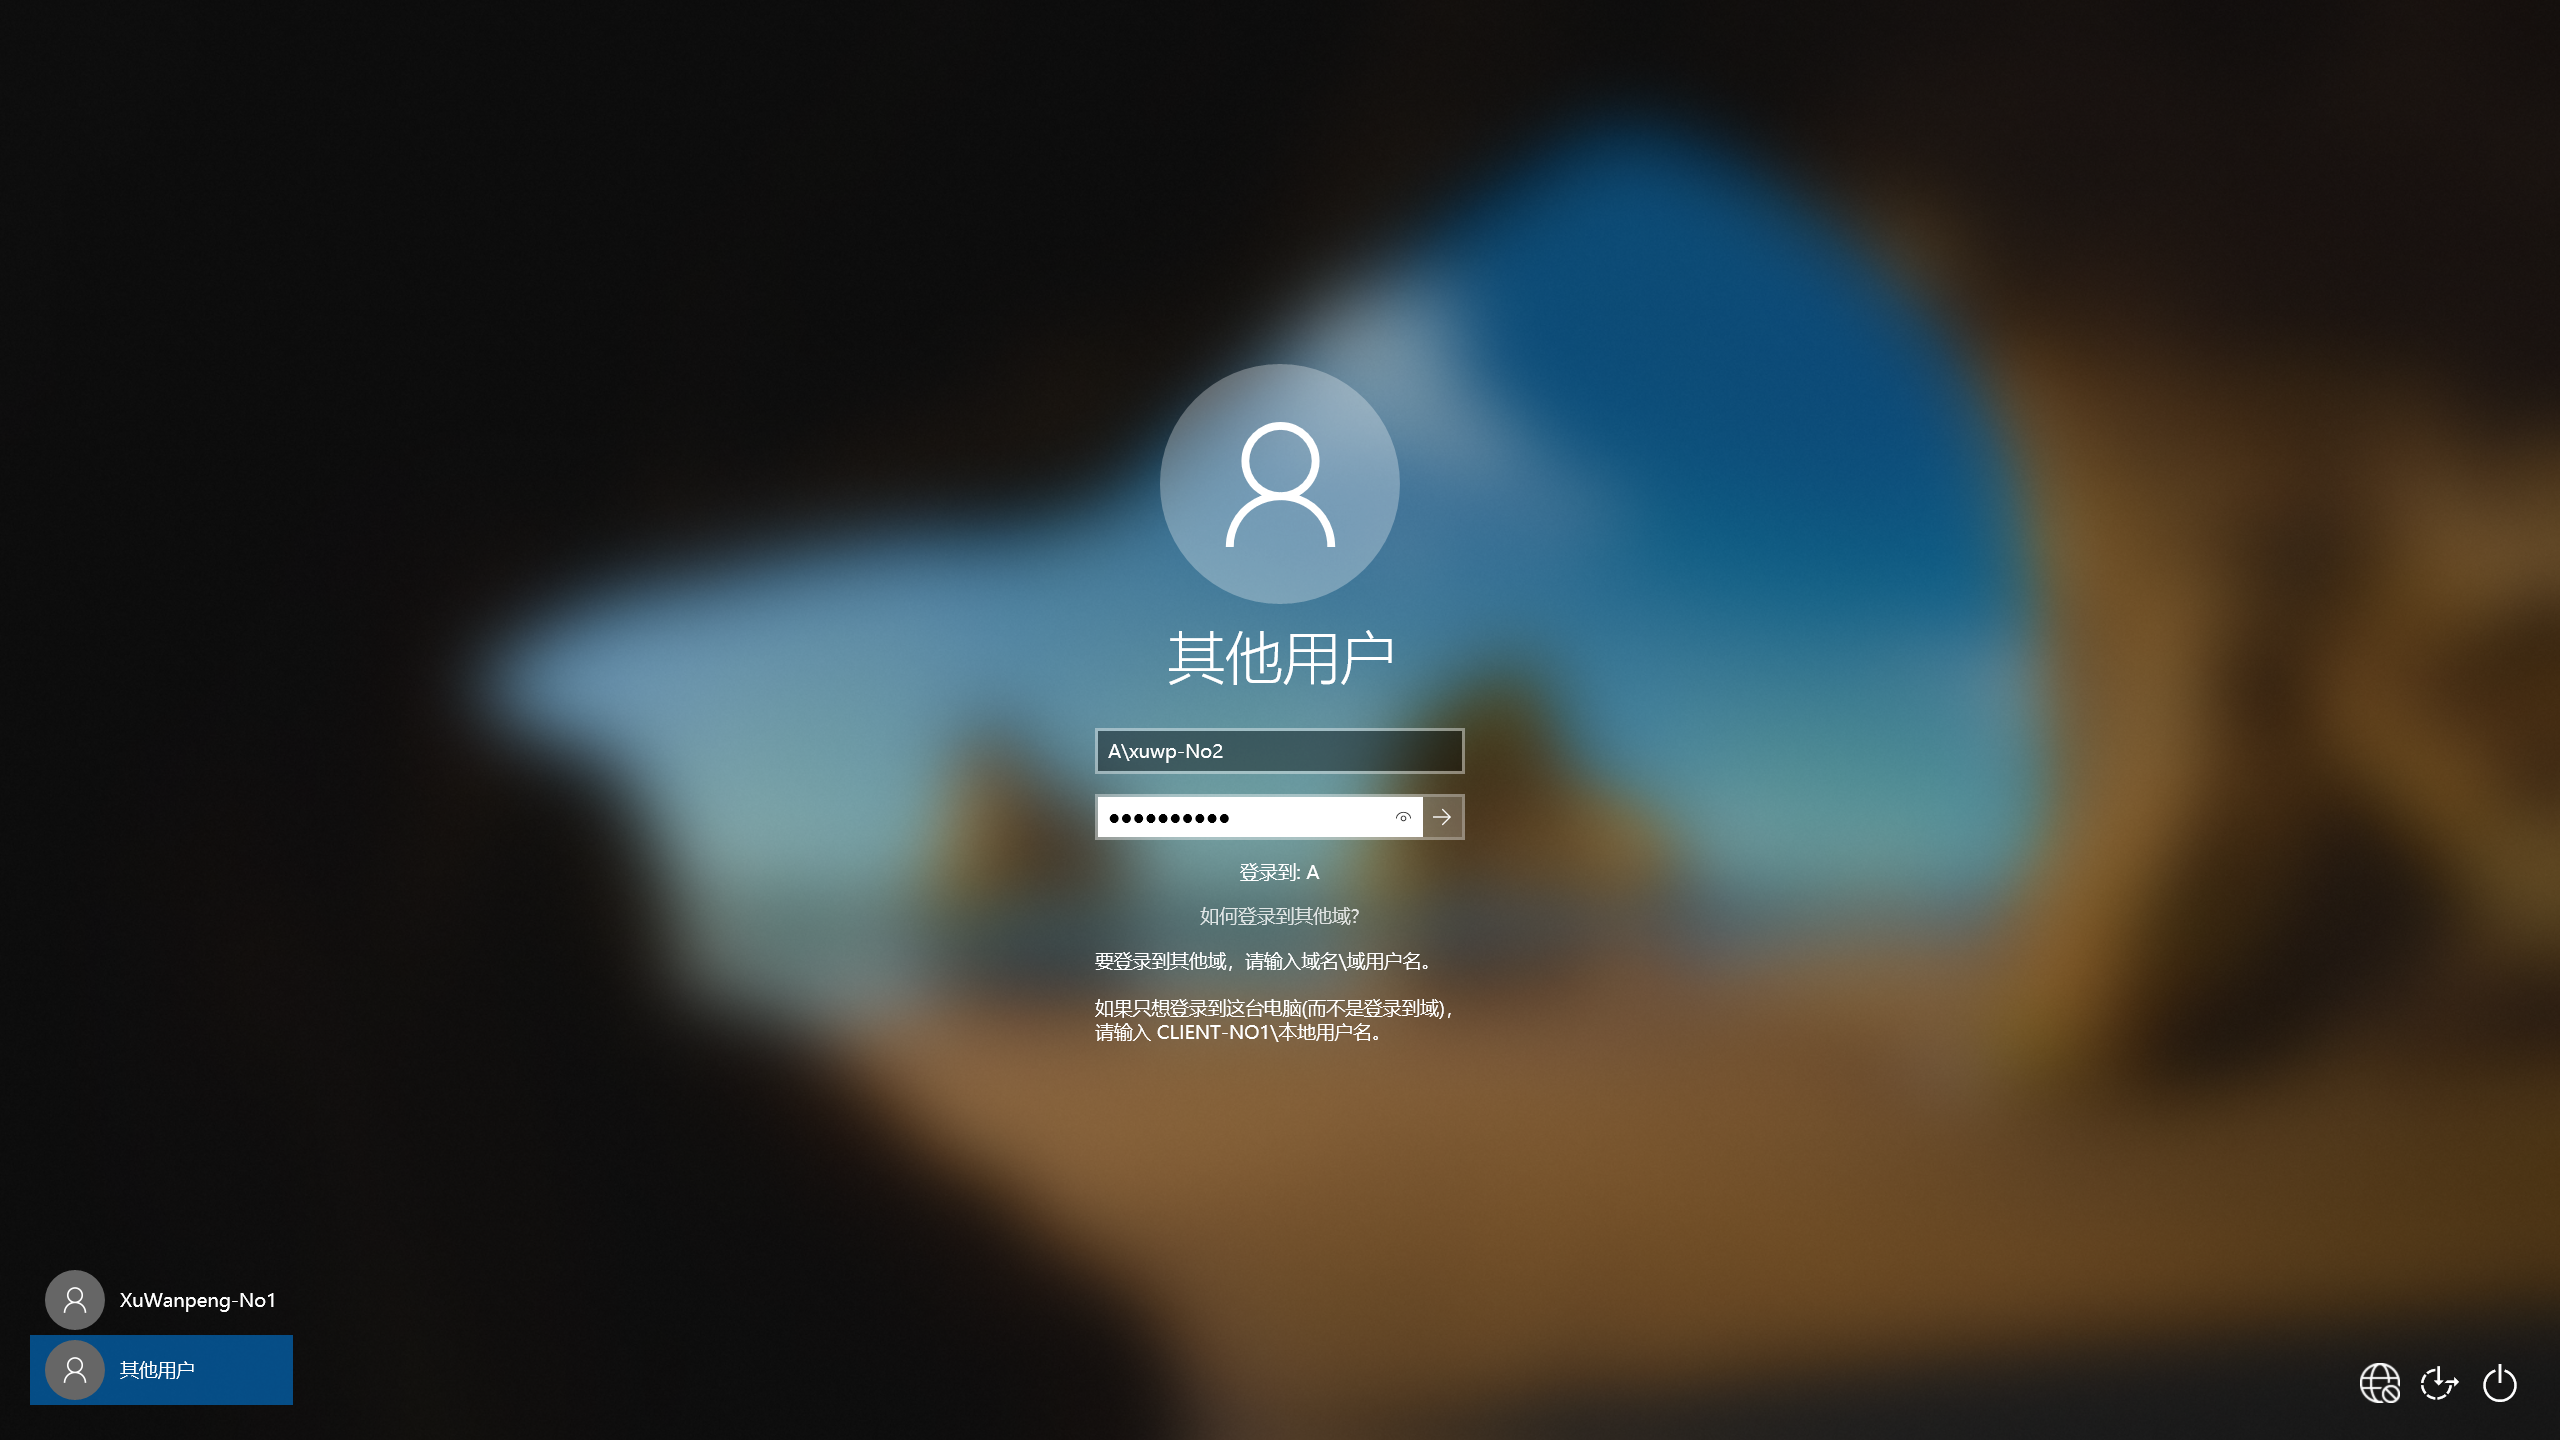 其他用户
A\xuwp-No2
●●●●●●●●●●
登录到: A
如何登录到其他域?
要登录到其他域，请输入域名\域用户名。
如果只想登录到这台电脑(而不是登录到域)，
请输入 CLIENT-NO1\本地用户名。
XuWanpeng-No1
其他用户